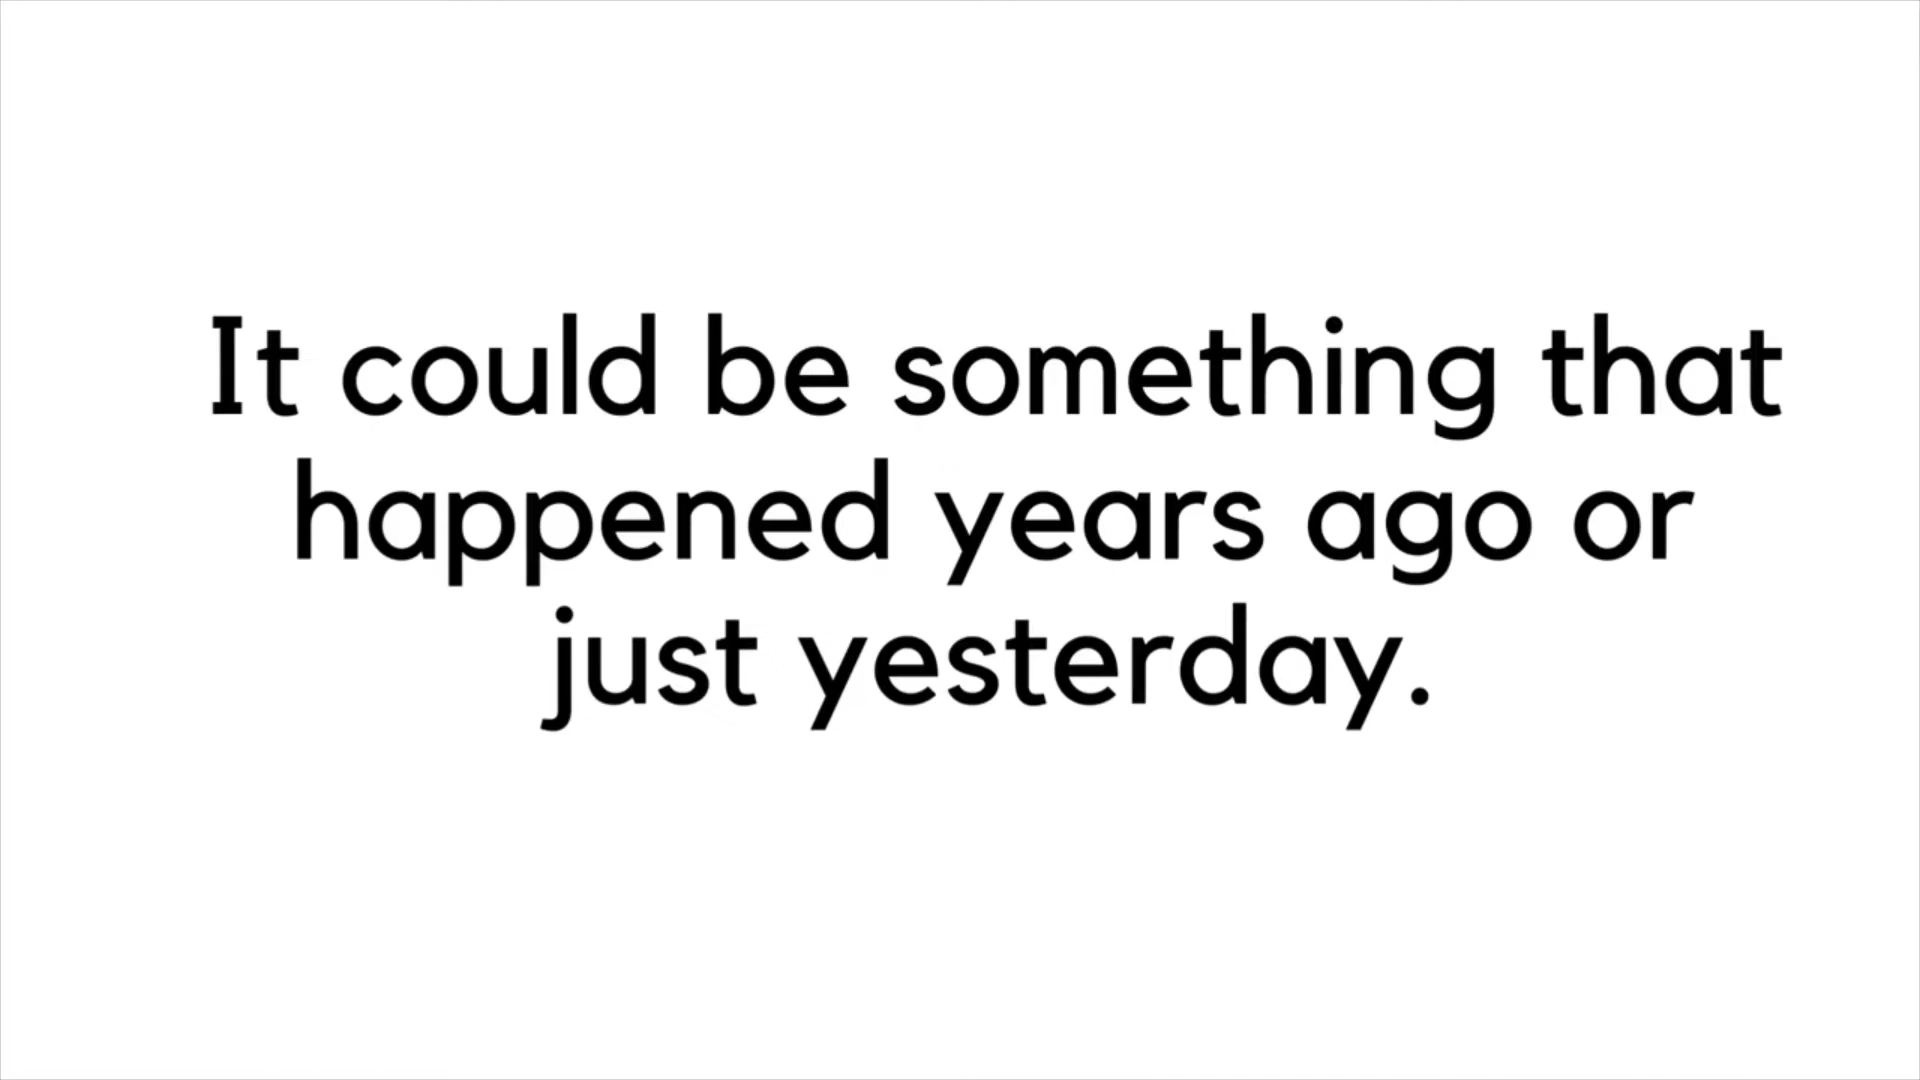 It could be something that
happened years ago or
just yesterday.